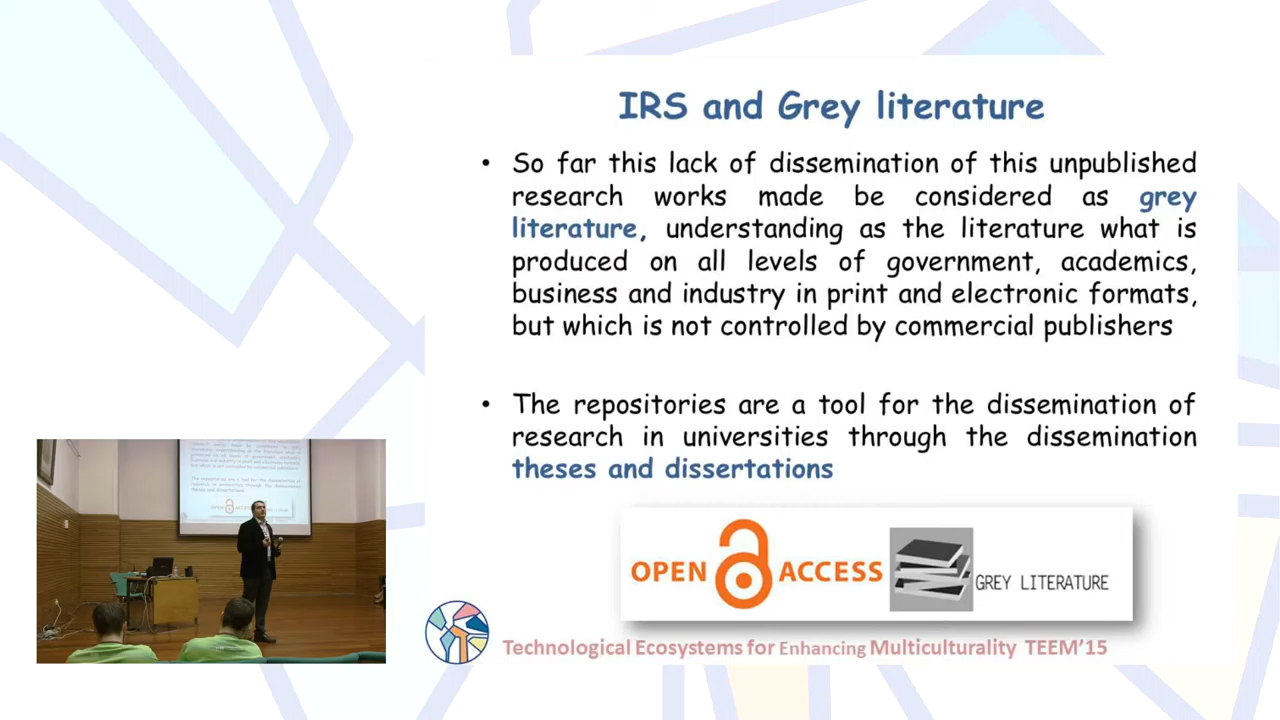 IRS and Grey literature
• So far this lack of dissemination of this unpublished
research works made be considered as grey
literature, understanding as the literature what is
produced on all levels of government, academics,
business and industry in print and electronic formats,
but which is not controlled by commercial publishers
• The repositories are a tool for the dissemination of
research in universities through the dissemination
theses and dissertations
OPEN ACCESS GREY LITERATURE
Technological Ecosystems for Enhancing Multiculturality TEEM'15